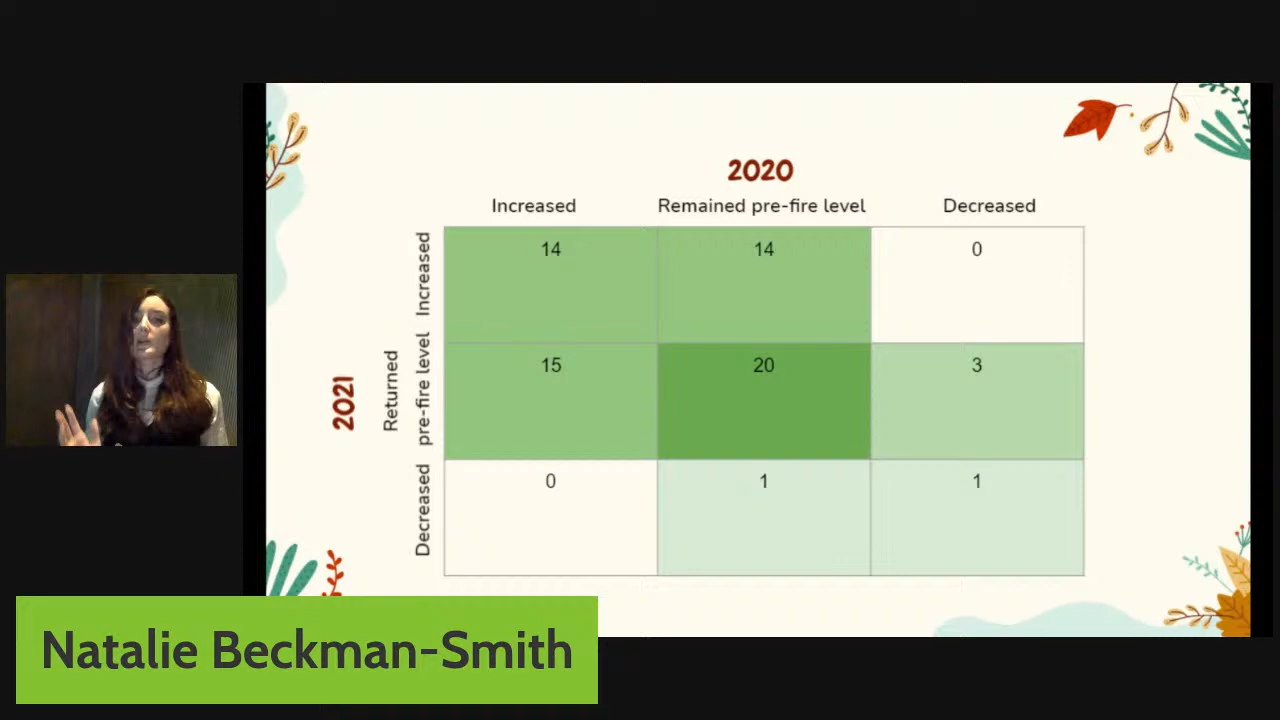 2020
Increased Remained pre-fire level Decreased
2021
Increased
14 14 0
Returned
pre-fire level
15 20 3
Decreased
0 1 1
Natalie Beckman-Smith